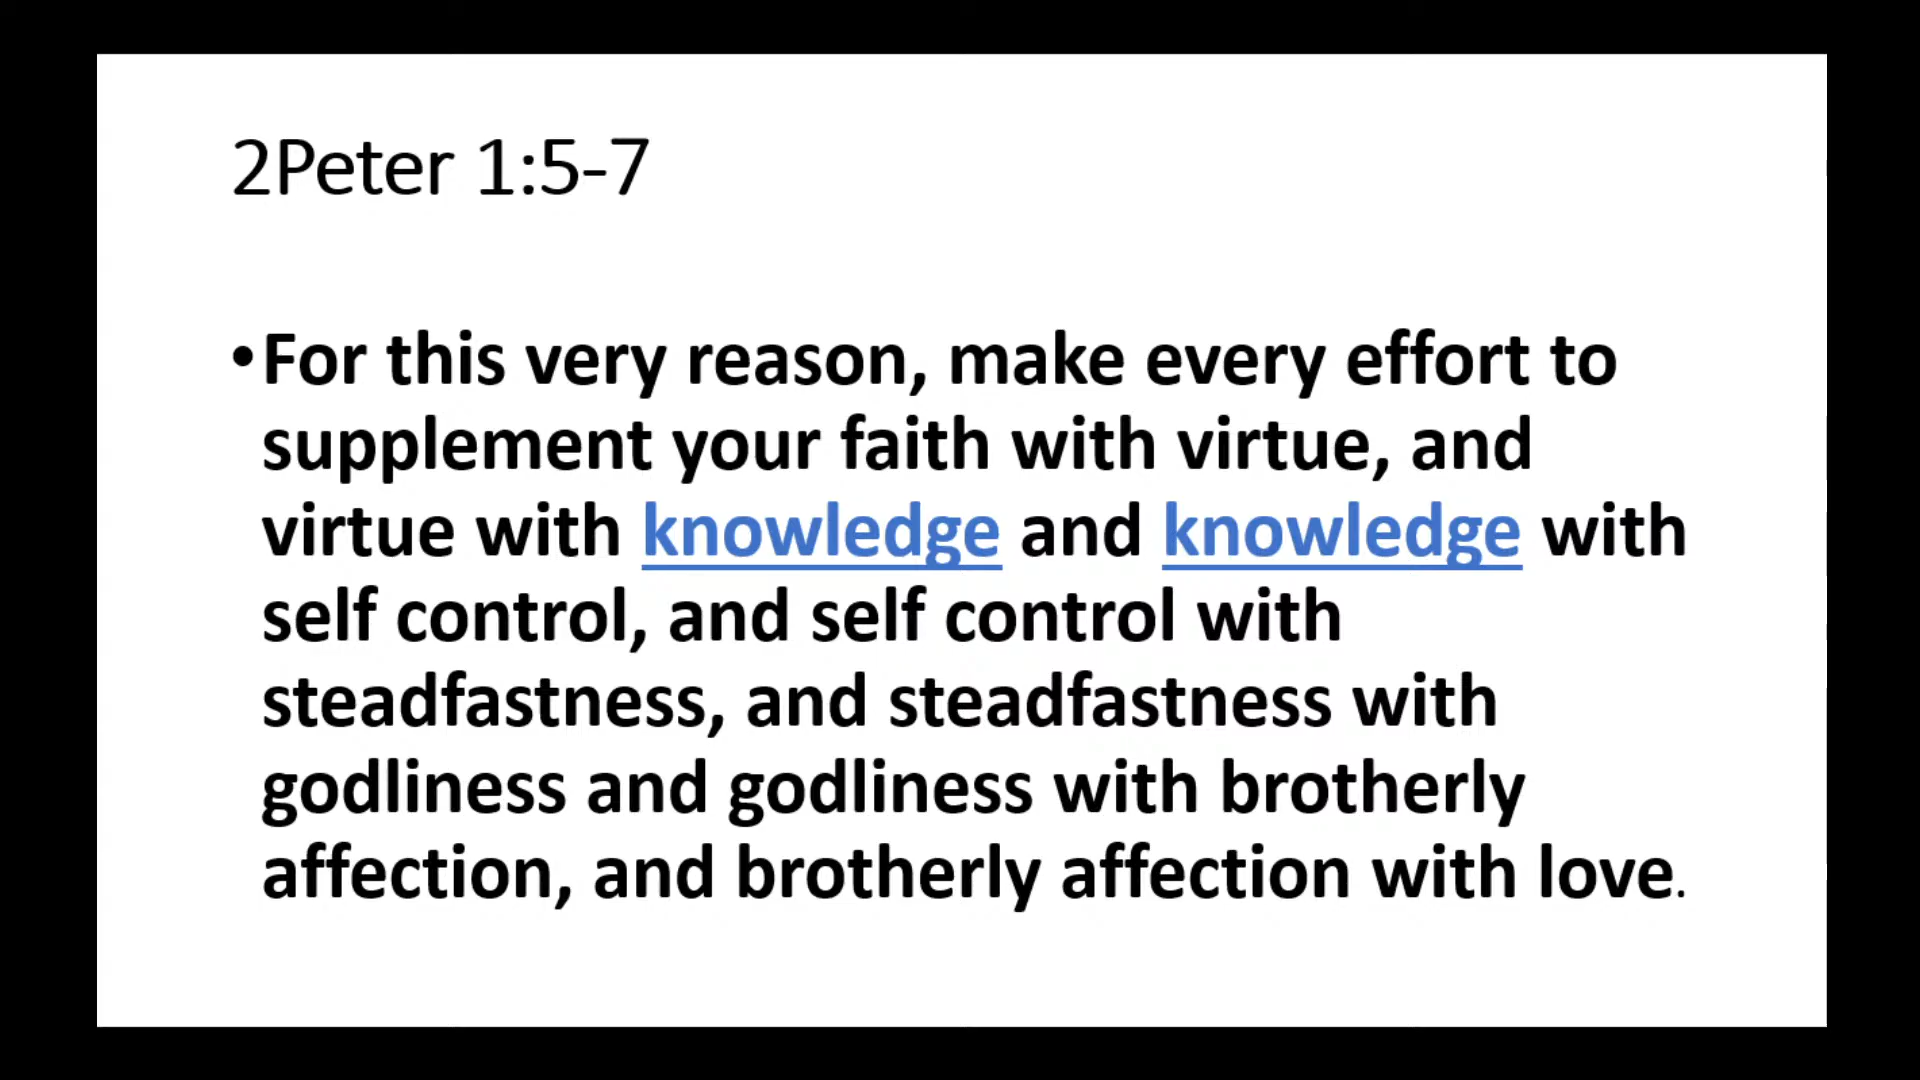 2Peter 1:5-7
•For this very reason, make every effort to
supplement your faith with virtue, and
virtue with knowledge and knowledge with
self control, and self control with
steadfastness, and steadfastness with
godliness and godliness with brotherly
affection, and brotherly affection with love.